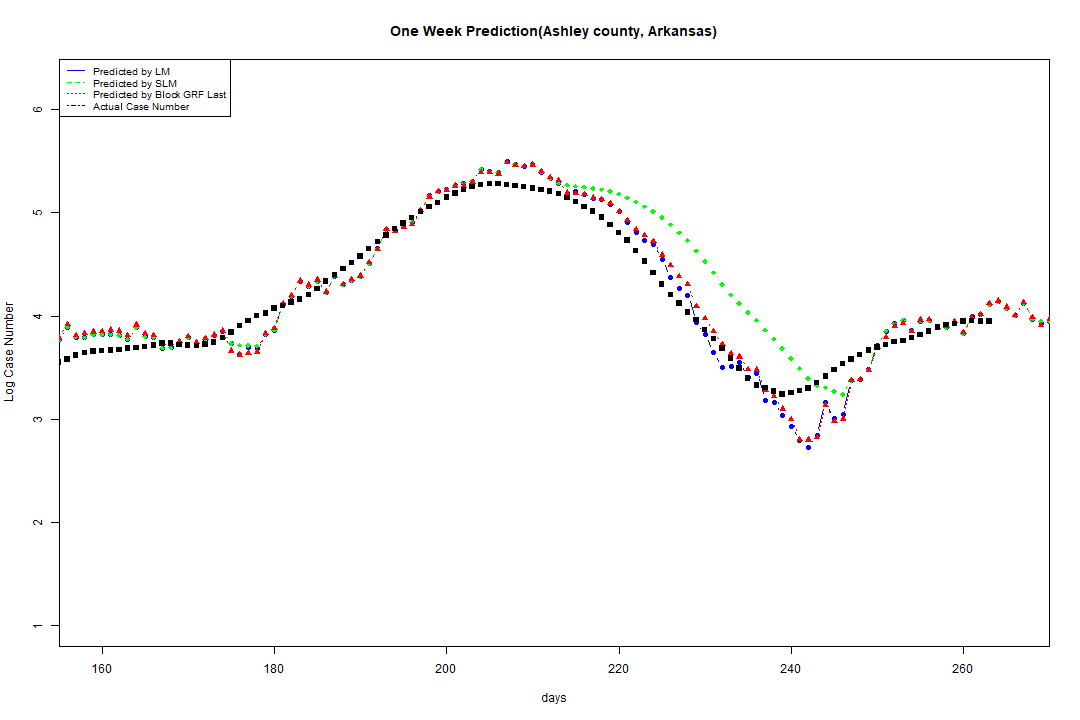 One Week Prediction(Ashley county, Arkansas)
Predicted by LM
Predicted by SLM
Predicted by Block GRF Last
Actual Case Number
6
5
4
3
2
1
Log Case Number
160 180 200 220 240 260
days